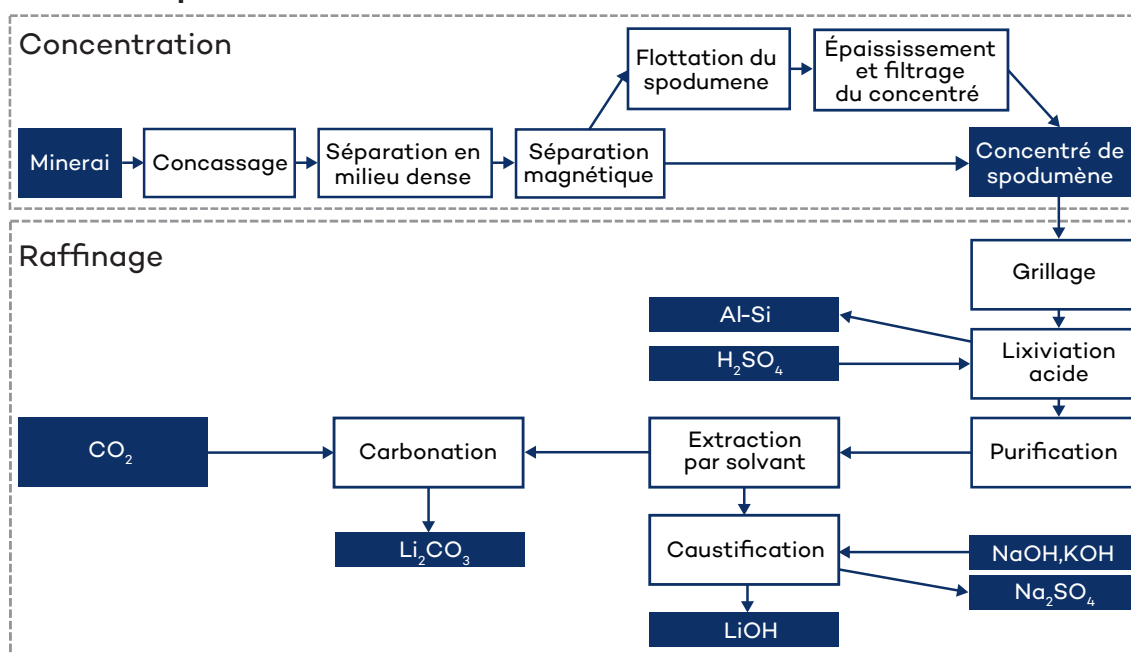 Concentration
Flottation du
spodumene
Épaississement
et filtrage
du concentré
Minerai
Concassage
Séparation en
milieu dense
Séparation
magnétique
Concentré de
spodumène
Raffinage
Grillage
Al-Si
H₂SO₄
Lixiviation
acide
CO₂
Carbonation
Extraction
par solvant
Purification
Li₂CO₃
Caustification
NaOH,KOH
Na₂SO₄
LiOH